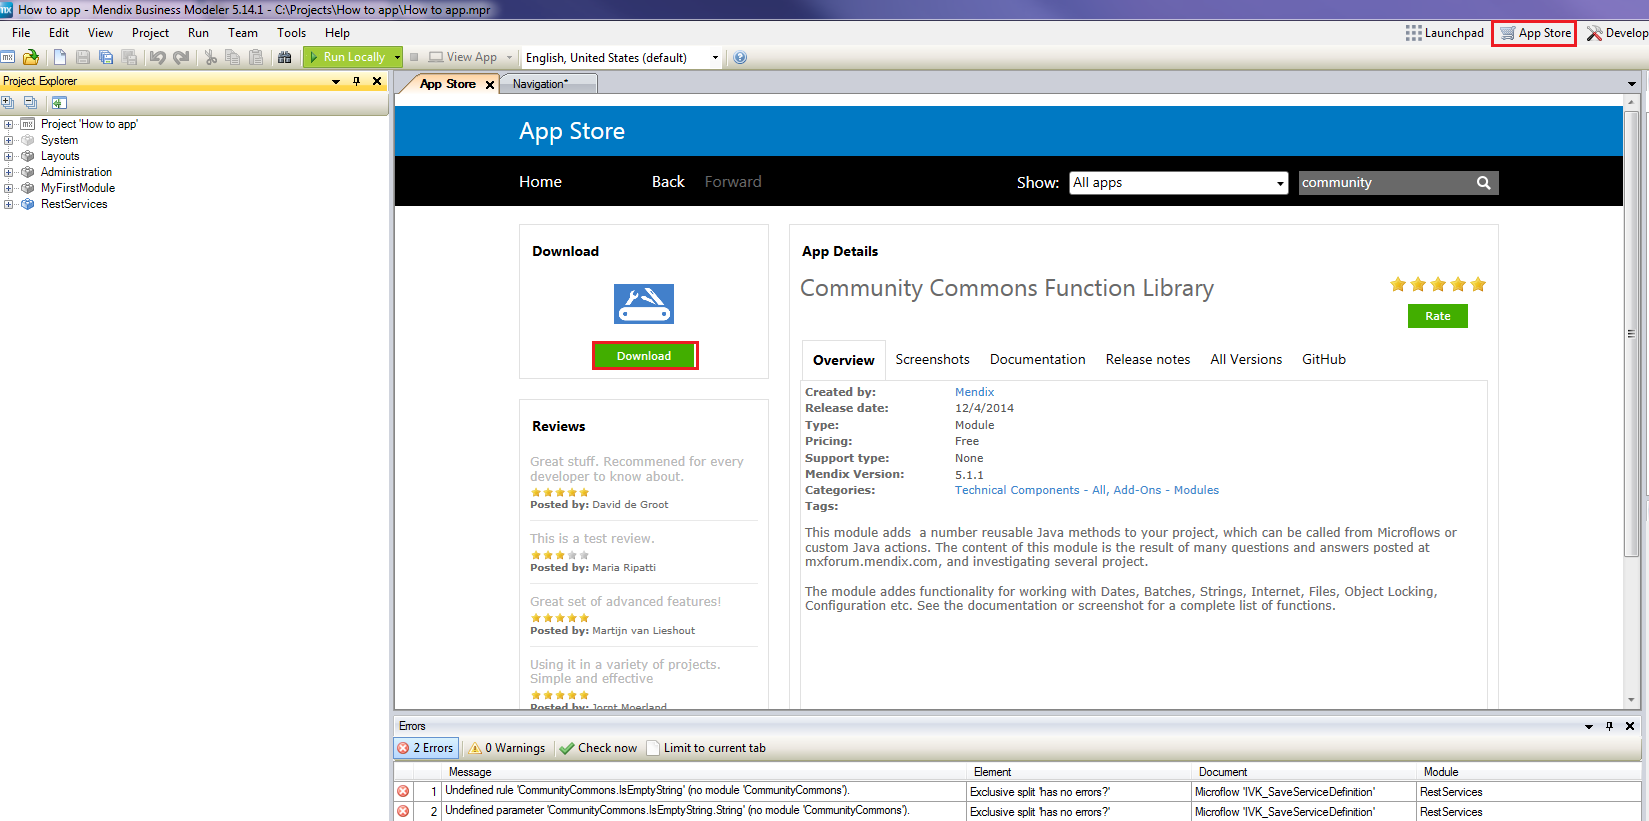 How to app - Mendix Business Modeler 5.14.1 - C:\Projects\How to app\How to app.mpr
File Edit View Project Run Team Tools Help
Launchpad App Store Develop
Run Locally View App English, United States (default)
Project Explorer
App Store Navigation*
Project 'How to app'
System
Layouts
Administration
MyFirstModule
RestServices
App Store
Home Back Forward Show: All apps community
Download
Download
Reviews
Great stuff. Recommened for every
developer to know about.
Posted by: David de Groot
This is a test review.
Posted by: Maria Ripatti
Great set of advanced features!
Posted by: Martijn van Lieshout
Using it in a variety of projects.
Simple and effective
Posted by: Jornt Moerland
App Details
Community Commons Function Library
Rate
Overview Screenshots Documentation Release notes All Versions GitHub
Created by: Mendix
Release date: 12/4/2014
Type: Module
Pricing: Free
Support type: None
Mendix Version: 5.1.1
Categories: Technical Components - All, Add-Ons - Modules
Tags:
This module adds a number reusable Java methods to your project, which can be called from Microflows or
custom Java actions. The content of this module is the result of many questions and answers posted at
mxforum.mendix.com, and investigating several project.
The module addes functionality for working with Dates, Batches, Strings, Internet, Files, Object Locking,
Configuration etc. See the documentation or screenshot for a complete list of functions.
Errors
2 Errors 0 Warnings Check now Limit to current tab
Message Element Document Module
1 Undefined rule 'CommunityCommons.IsEmptyString' (no module 'CommunityCommons'). Exclusive split 'has no errors?' Microflow 'IVK_SaveServiceDefinition' RestServices
2 Undefined parameter 'CommunityCommons.IsEmptyString.String' (no module 'CommunityCommons'). Exclusive split 'has no errors?' Microflow 'IVK_SaveServiceDefinition' RestServices